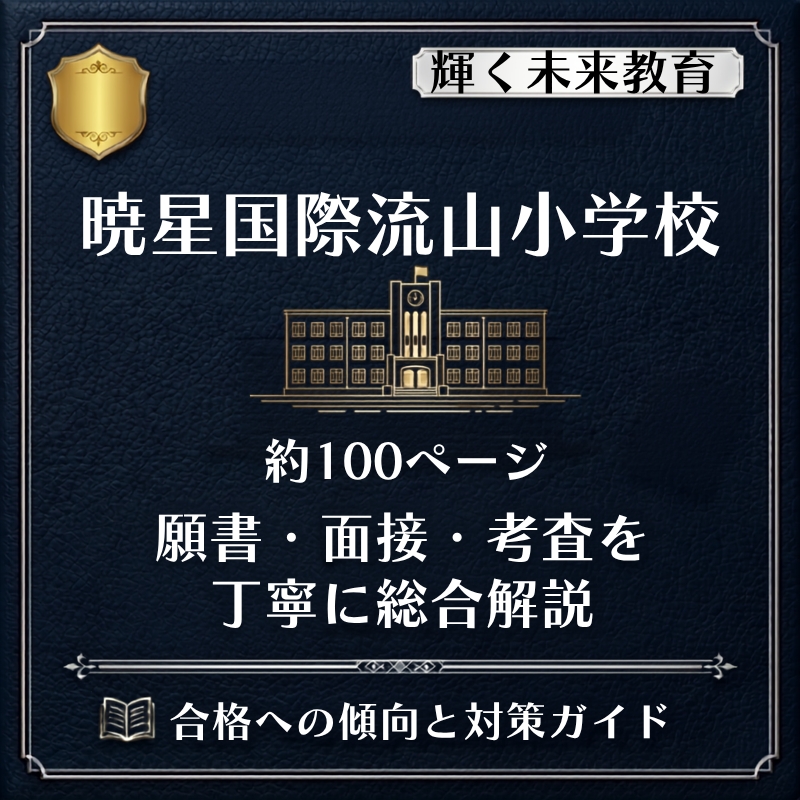 輝く未来教育
暁星国際流山小学校
約100ページ
願書・面接・考査を
丁寧に総合解説
合格への傾向と対策ガイド